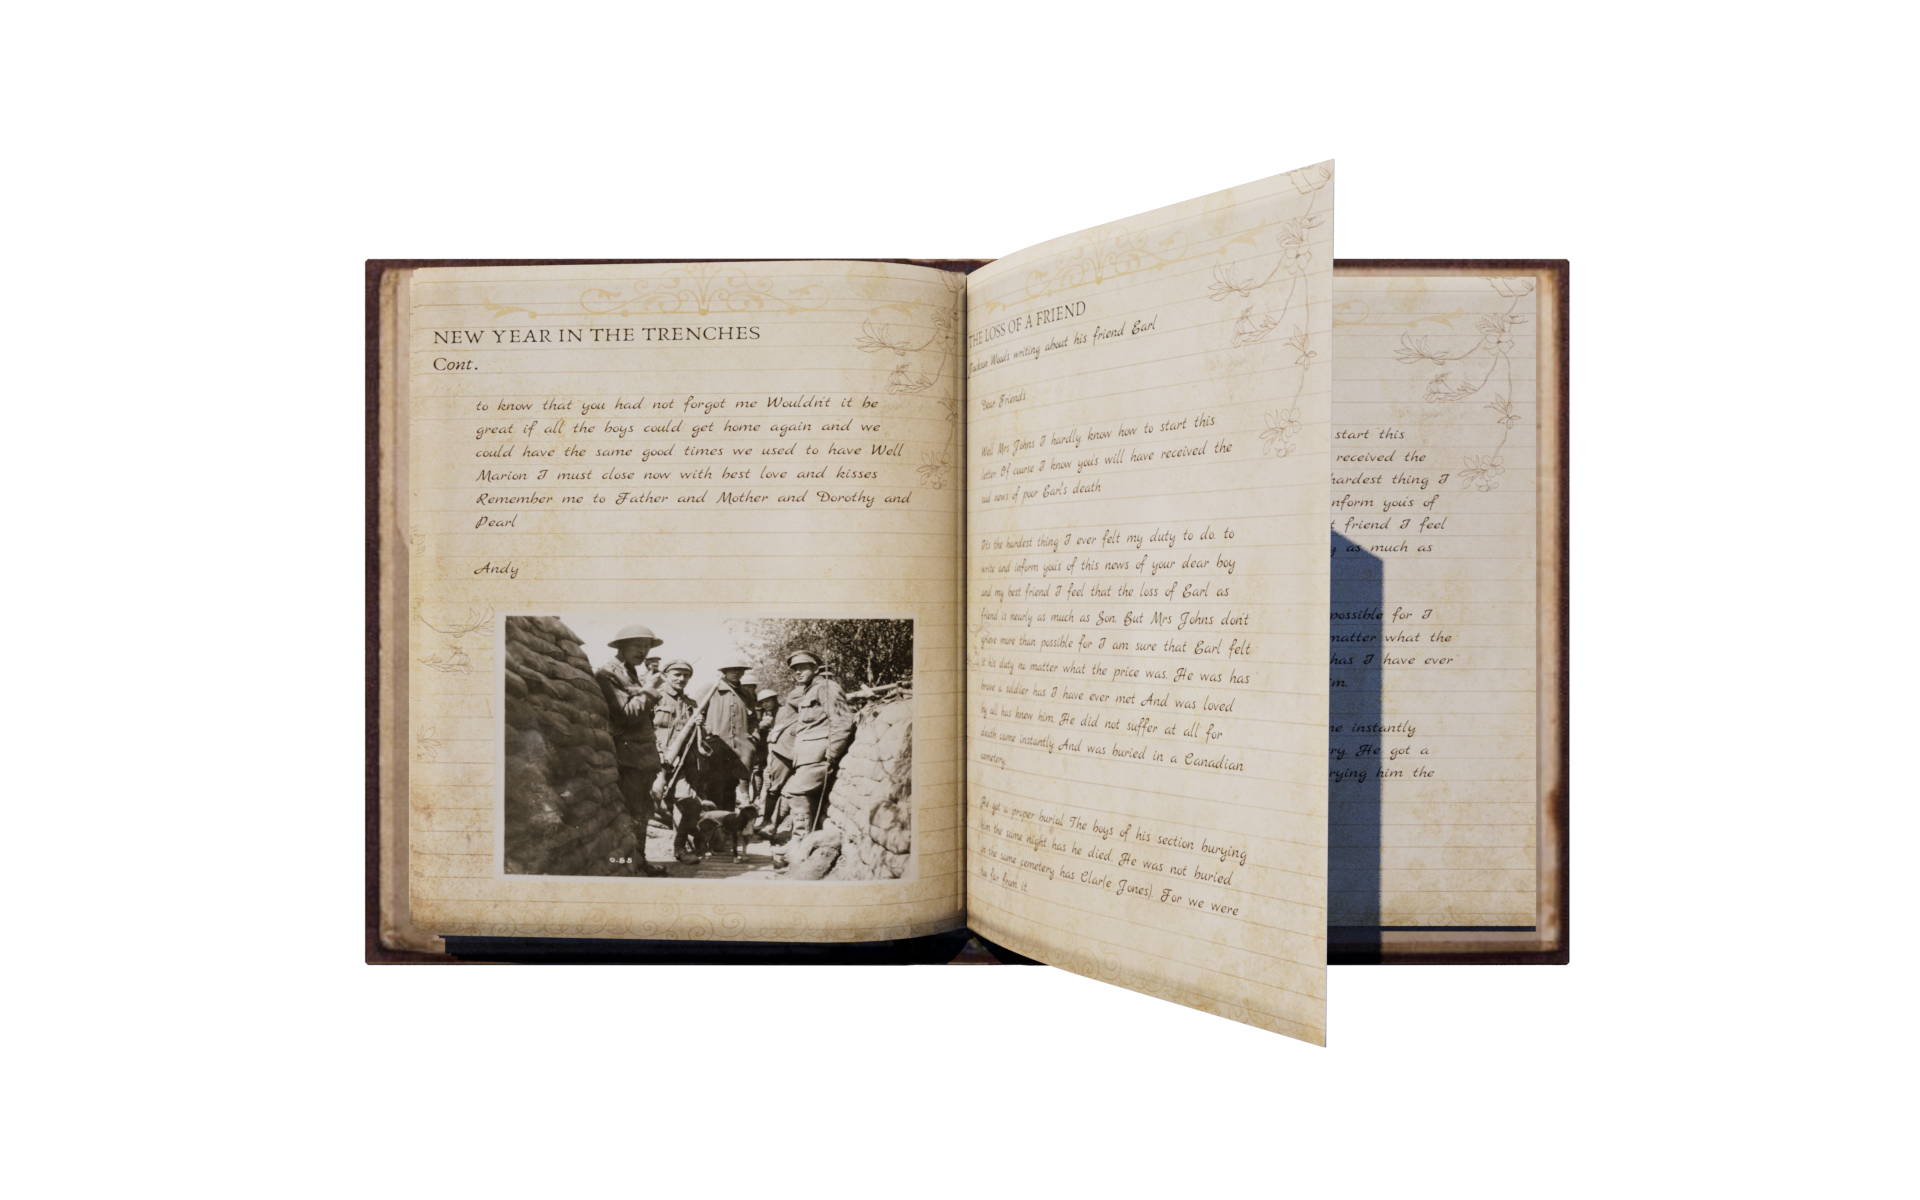 NEW YEAR IN THE TRENCHES
Cont.
to know that you had not forgot me Wouldn't it be
great if all the boys could get home again and we
could have the same good times we used to have Well
Marion I must close now with best love and kisses
Remember me to Father and Mother and Dorothy and
Pearl
Andy
G.85
THE LOSS OF A FRIEND
Jackson Woods writing about his friend Earl
Dear Friends
Well Mrs Johns I hardly know how to start this
letter. Of course I know you's will have received the
sad news of poor Earl's death
It's the hardest thing I ever felt my duty to do. to
write and inform you's of this news of your dear boy
and my best friend I feel that the loss of Earl as
friend is nearly as much as Son. But Mrs Johns don't
grieve more than possible for I am sure that Earl felt
it his duty no matter what the price was. He was has
brave a soldier has I have ever met And was loved
by all has knew him. He did not suffer at all for
death came instantly And was buried in a Canadian
cemetery.
He got a proper burial The boys of his section burying
him the same night has he died. He was not buried
in the same cemetery has Clar(e Jones). For we were
too far from it
start this
received the
hardest thing I
inform you's of
friend I feel
as much as
possible for I
matter what the
has I have ever
instantly
He got a
him the